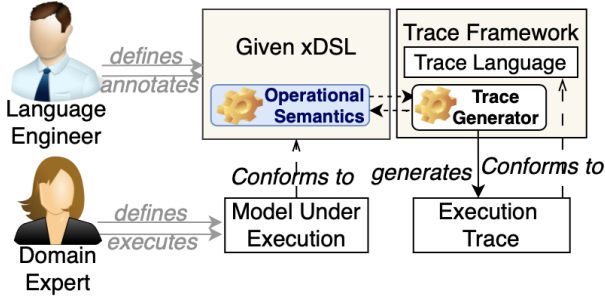 Given xDSL
Trace Framework
Trace Language
defines
annotates
Operational
Semantics
Trace
Generator
Language
Engineer
Conforms to
generates
Conforms to
defines
executes
Model Under
Execution
Execution
Trace
Domain
Expert